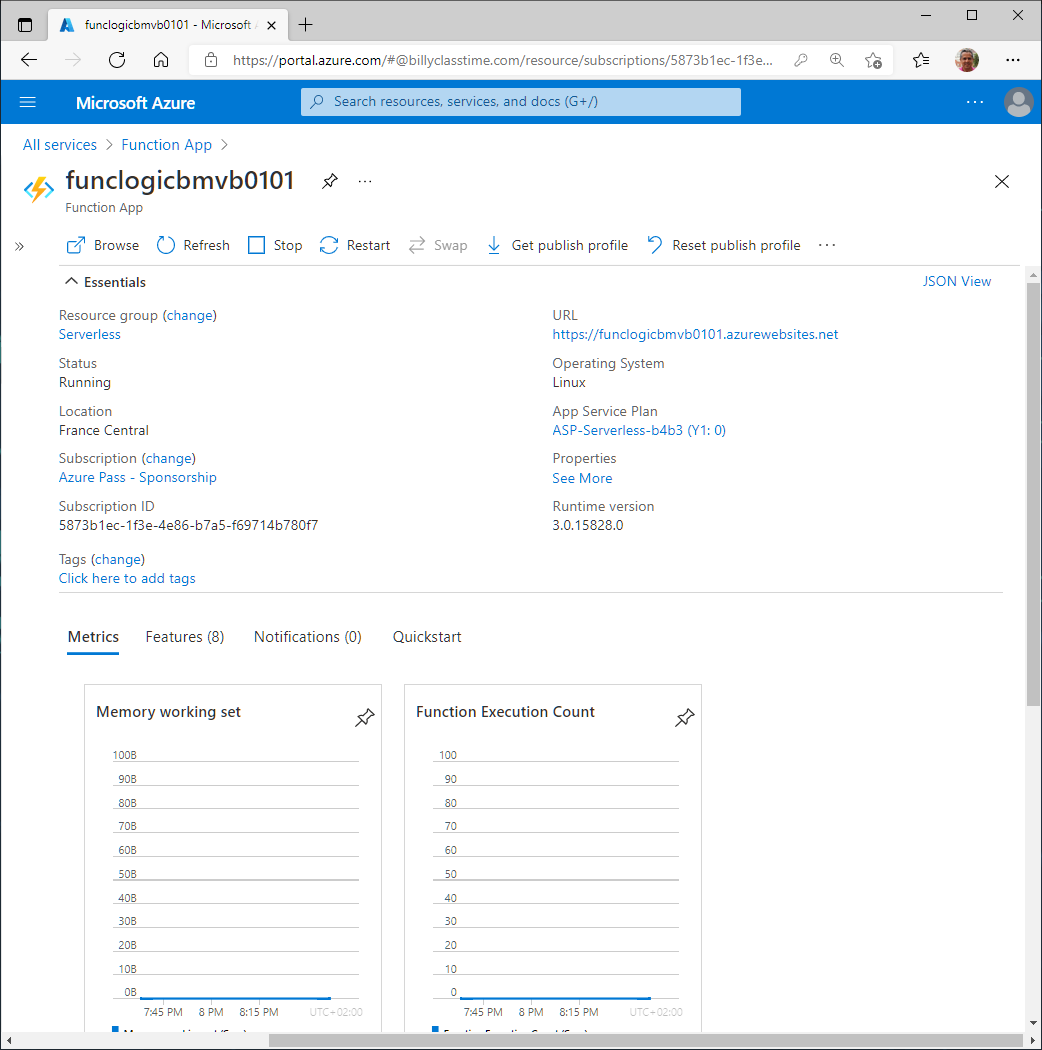 funclogicbmvb0101 - Microsoft
https://portal.azure.com/#@billyclasstime.com/resource/subscriptions/5873b1ec-1f3e...
Microsoft Azure
Search resources, services, and docs (G+/)
All services > Function App >
funclogicbmvb0101
Function App
Browse Refresh Stop Restart Swap Get publish profile Reset publish profile
Essentials
JSON View
Resource group (change)
Serverless
Status
Running
Location
France Central
Subscription (change)
Azure Pass - Sponsorship
Subscription ID
5873b1ec-1f3e-4e86-b7a5-f69714b780f7
Tags (change)
Click here to add tags
URL
https://funclogicbmvb0101.azurewebsites.net
Operating System
Linux
App Service Plan
ASP-Serverless-b4b3 (Y1: 0)
Properties
See More
Runtime version
3.0.15828.0
Metrics Features (8) Notifications (0) Quickstart
Memory working set
100B
90B
80B
70B
60B
50B
40B
30B
20B
10B
0B
7:45 PM 8 PM 8:15 PM UTC+02:00
Function Execution Count
100
90
80
70
60
50
40
30
20
10
0
7:45 PM 8 PM 8:15 PM UTC+02:00